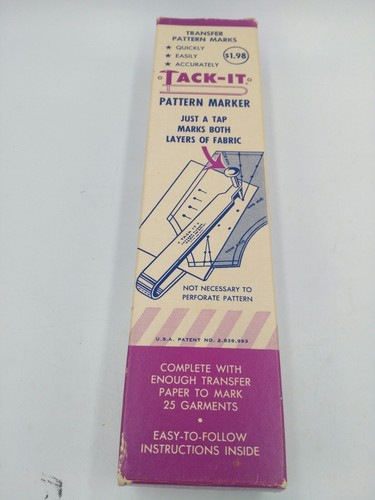 TRANSFER
PATTERN MARKS
★ QUICKLY
★ EASILY
★ ACCURATELY
$1.98
TACK-IT
PATTERN MARKER
JUST A TAP
MARKS BOTH
LAYERS OF FABRIC
TACK-IT
NOT NECESSARY TO
PERFORATE PATTERN
COMPLETE WITH
ENOUGH TRANSFER
PAPER TO MARK
25 GARMENTS
EASY-TO-FOLLOW
INSTRUCTIONS INSIDE